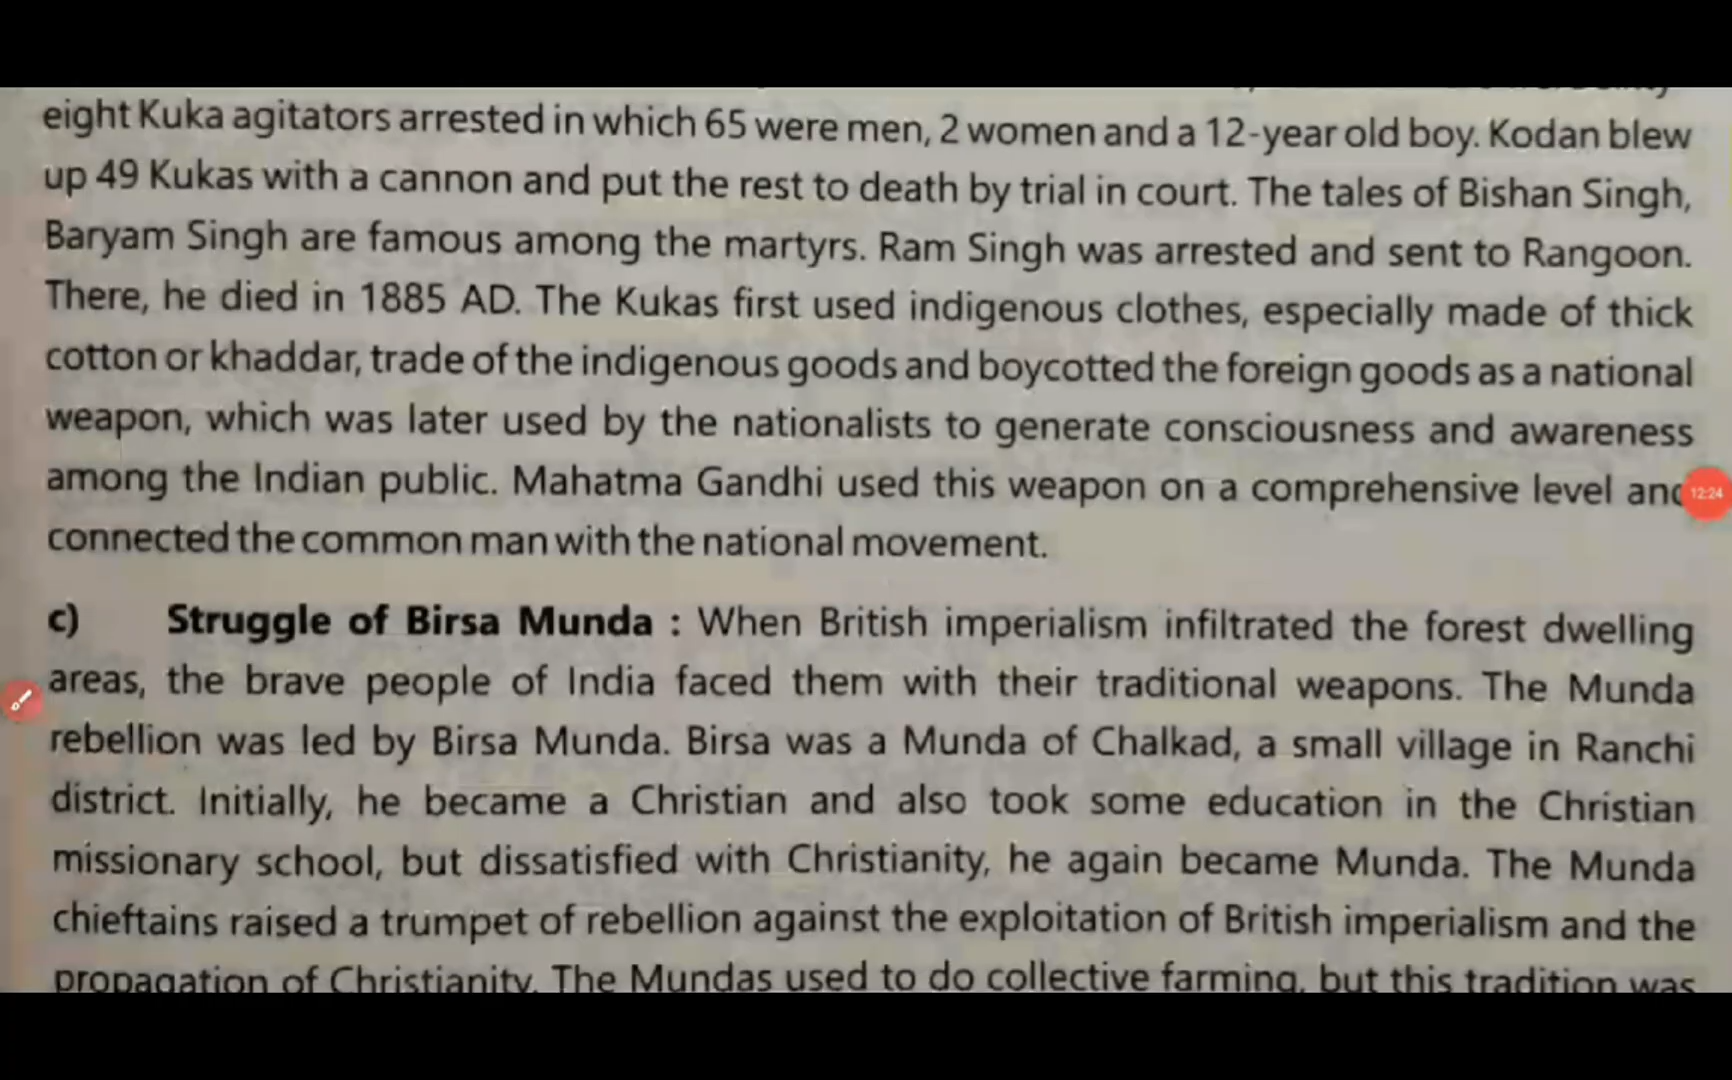 eight Kuka agitators arrested in which 65 were men, 2 women and a 12-year old boy. Kodan blew
up 49 Kukas with a cannon and put the rest to death by trial in court. The tales of Bishan Singh,
Baryam Singh are famous among the martyrs. Ram Singh was arrested and sent to Rangoon.
There, he died in 1885 AD. The Kukas first used indigenous clothes, especially made of thick
cotton or khaddar, trade of the indigenous goods and boycotted the foreign goods as a national
weapon, which was later used by the nationalists to generate consciousness and awareness
among the Indian public. Mahatma Gandhi used this weapon on a comprehensive level and
12:24
connected the common man with the national movement.
c) Struggle of Birsa Munda : When British imperialism infiltrated the forest dwelling
areas, the brave people of India faced them with their traditional weapons. The Munda
rebellion was led by Birsa Munda. Birsa was a Munda of Chalkad, a small village in Ranchi
district. Initially, he became a Christian and also took some education in the Christian
missionary school, but dissatisfied with Christianity, he again became Munda. The Munda
chieftains raised a trumpet of rebellion against the exploitation of British imperialism and the
propagation of Christianity. The Mundas used to do collective farming, but this tradition was